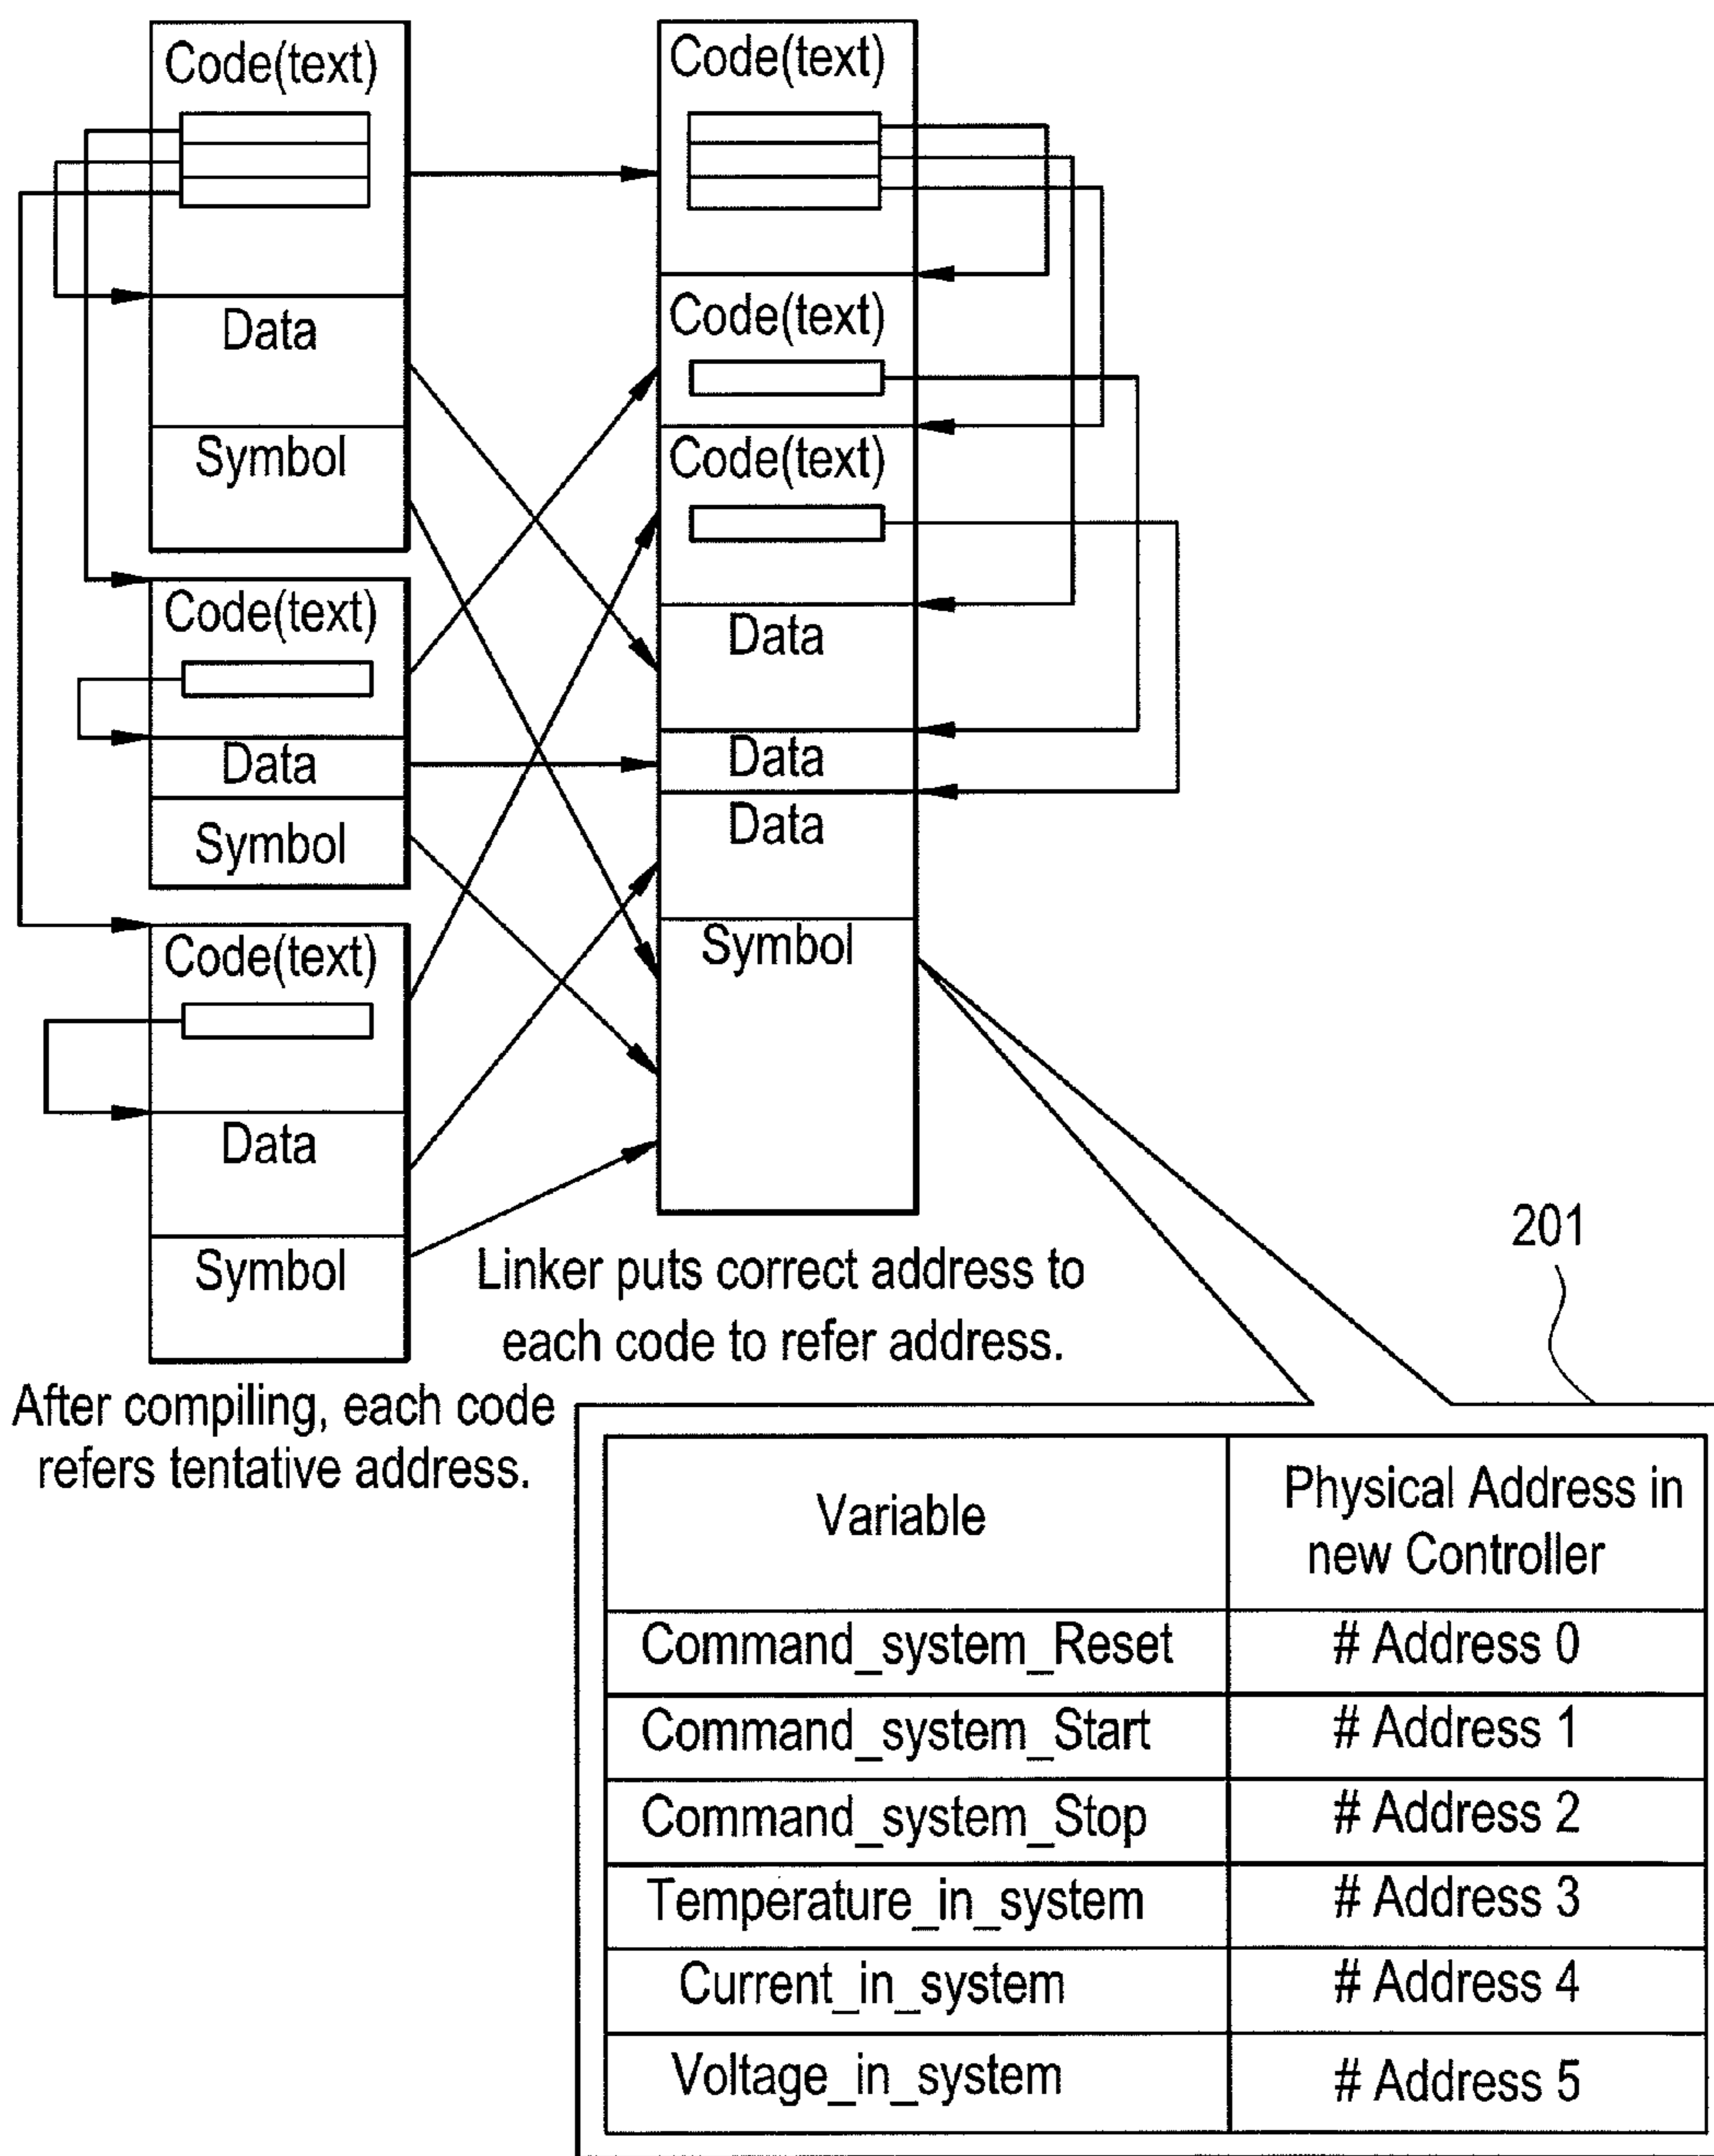 Code(text)
Data
Symbol
Code(text)
Data
Symbol
Code(text)
Data
Symbol
After compiling, each code
refers tentative address.
Code(text)
Code(text)
Code(text)
Data
Data
Data
Symbol
Linker puts correct address to
each code to refer address.
201
Variable
Physical Address in
new Controller
Command_system_Reset
# Address 0
Command_system_Start
# Address 1
Command_system_Stop
# Address 2
Temperature_in_system
# Address 3
Current_in_system
# Address 4
Voltage_in_system
# Address 5